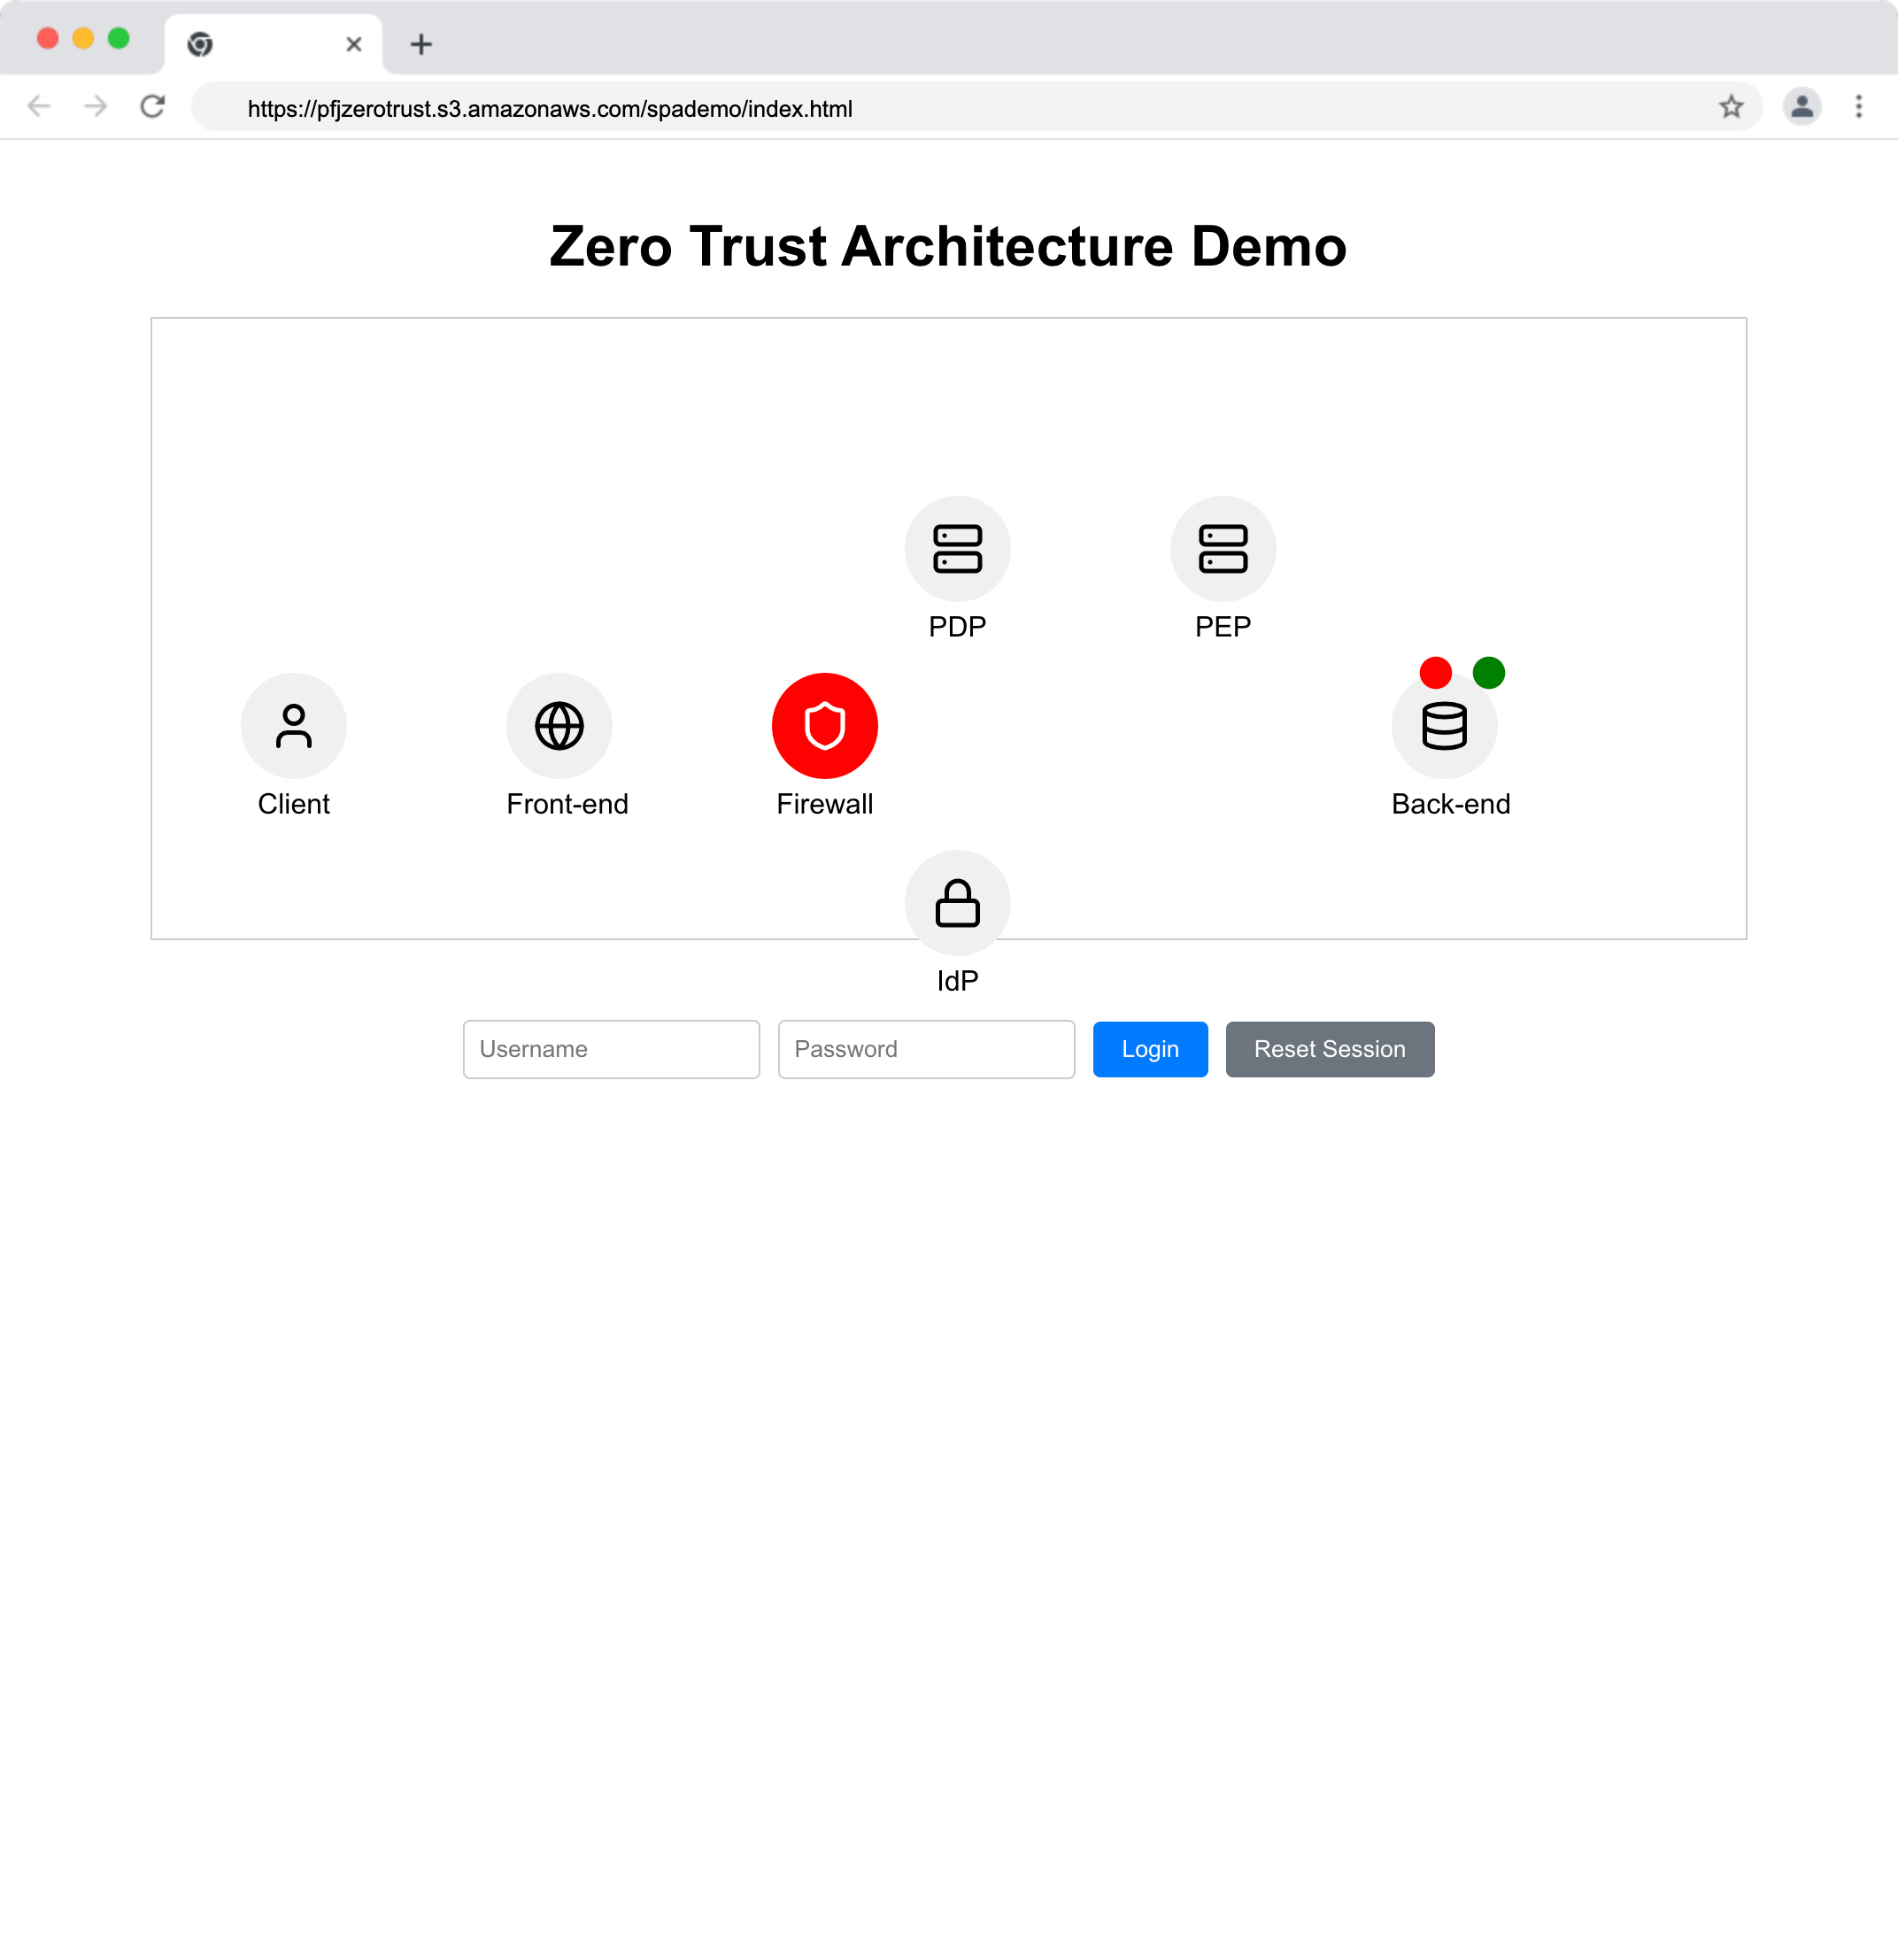 https://pfjzerotrust.s3.amazonaws.com/spademo/index.html
Zero Trust Architecture Demo
PDP PEP
Client Front-end Firewall Back-end
IdP
Username Password Login Reset Session